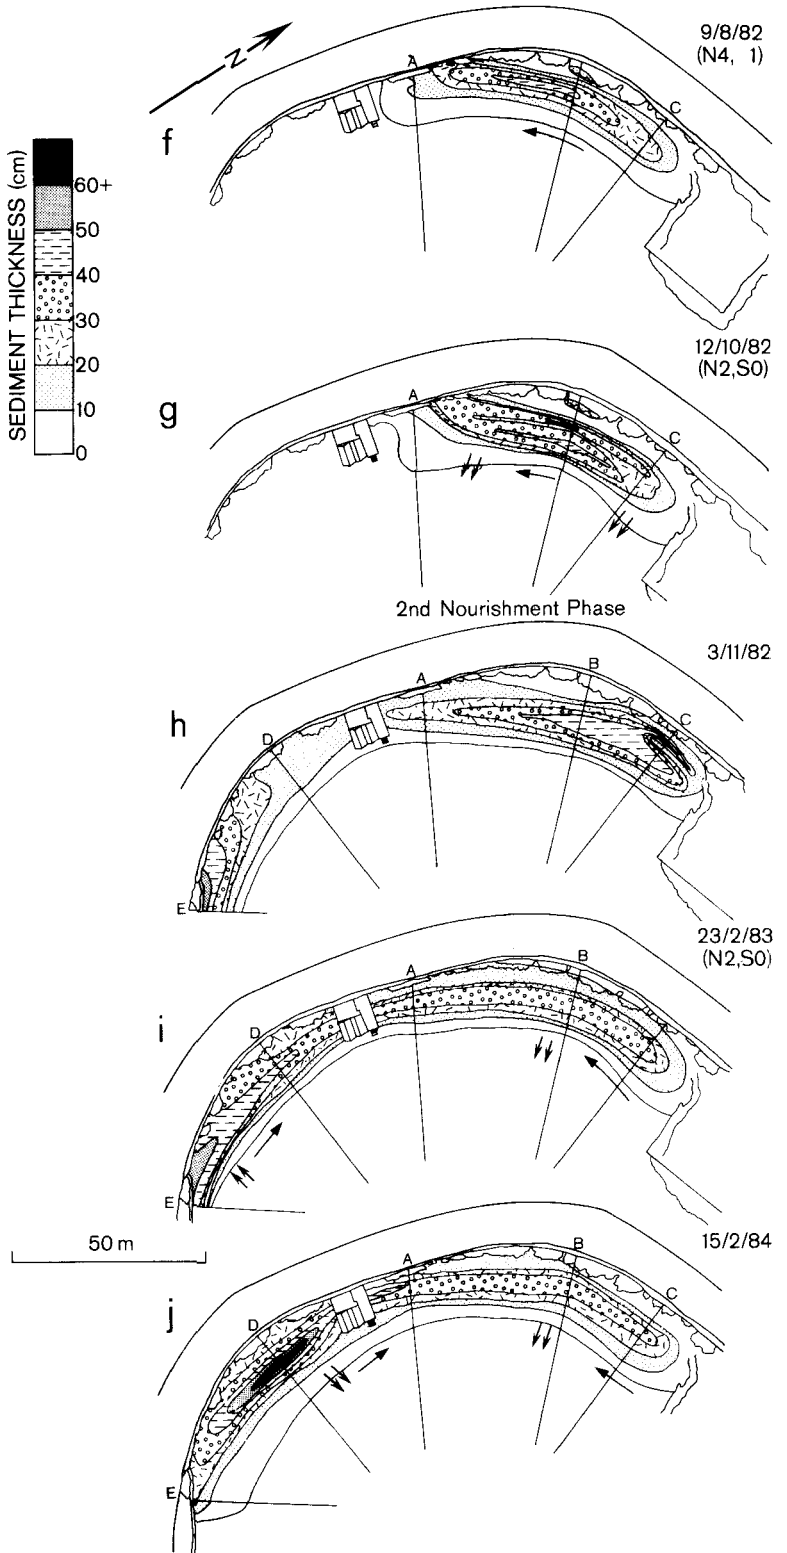 9/8/82
(N4, 1)
N
A
C
f
SEDIMENT THICKNESS (cm)
60+
50
40
30
20
10
0
12/10/82
(N2,S0)
A
C
g
2nd Nourishment Phase
3/11/82
A
B
C
D
E
h
23/2/83
(N2,S0)
A
B
D
E
i
50 m
15/2/84
A
B
C
D
E
j